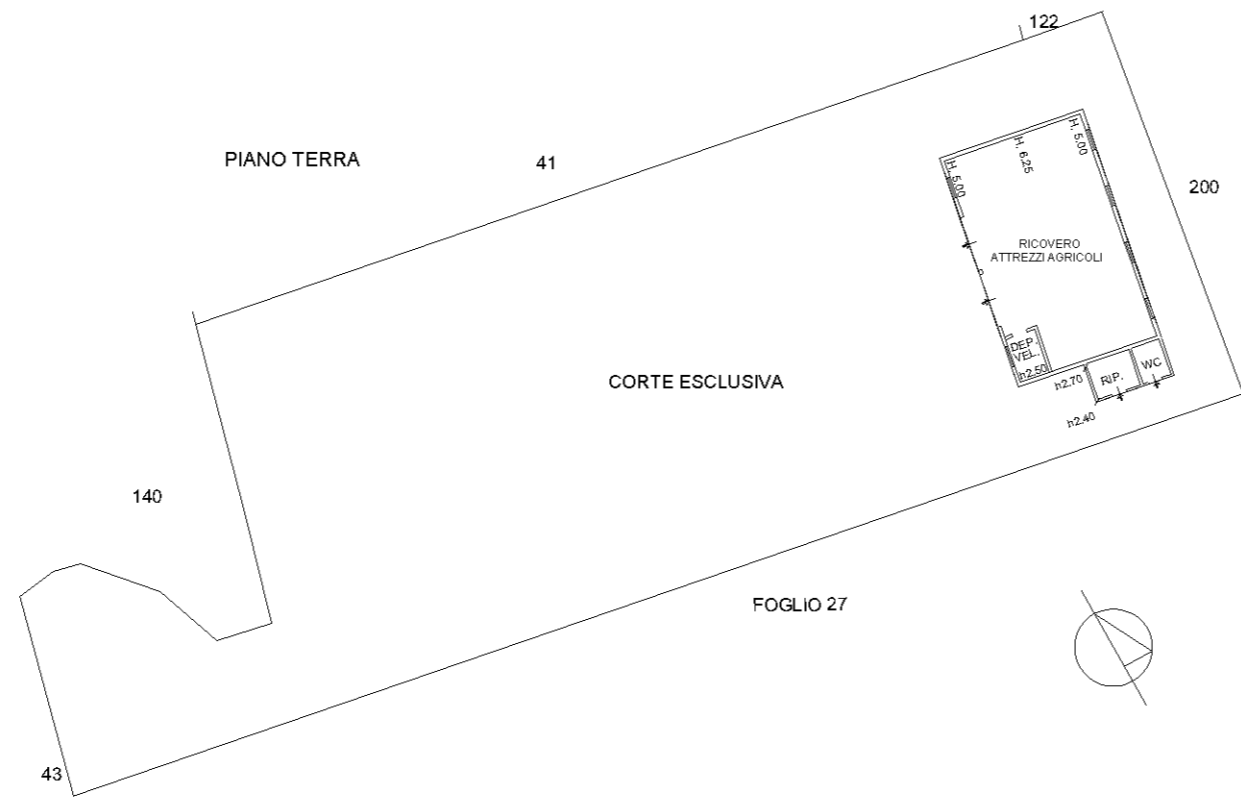 122
PIANO TERRA
41
H. 5.00
H. 6.25
H. 5.00
200
RICOVERO
ATTREZZI AGRICOLI
DEP.
VEL.
h2.50
CORTE ESCLUSIVA
h2.70
RIP.
WC
h2.40
140
FOGLIO 27
43